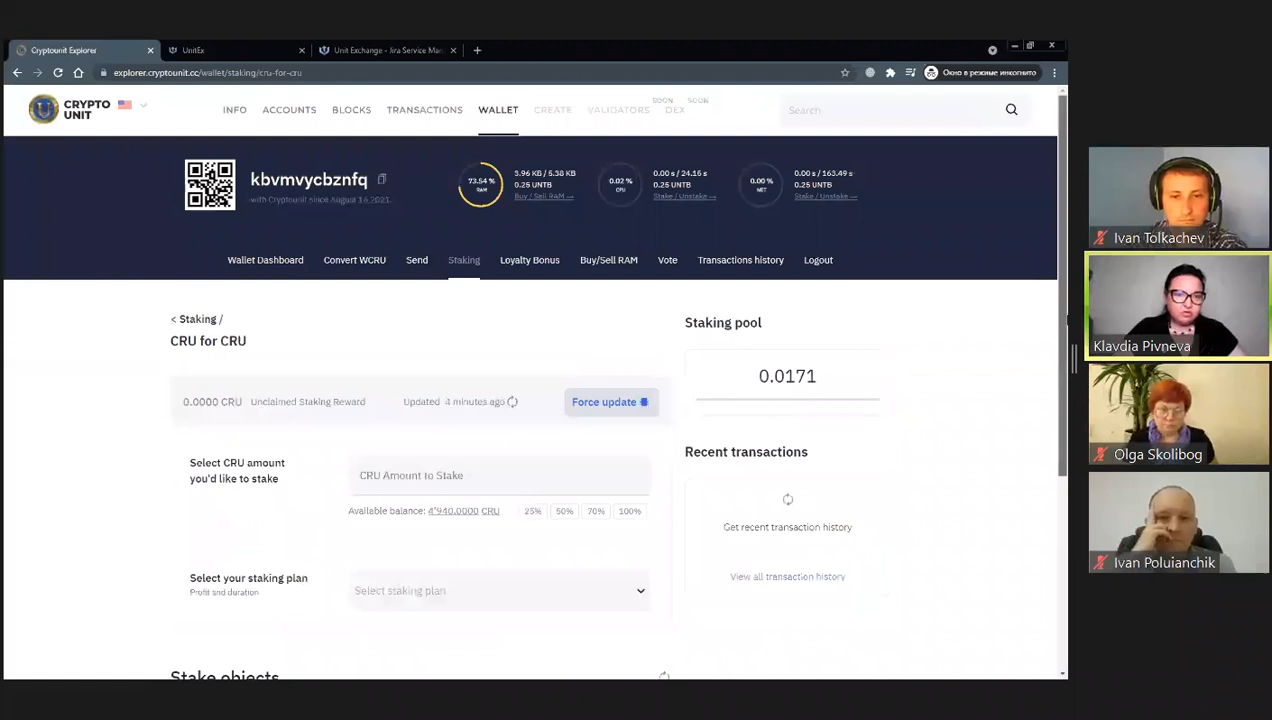 Cryptounit Explorer
UnitEx
Unit Exchange - Jira Service Ma
explorer.cryptounit.cc/wallet/staking/cru-for-cru
Окно в режиме инкогнито
CRYPTO UNIT
INFO
ACCOUNTS
BLOCKS
TRANSACTIONS
WALLET
CREATE
SOON
VALIDATORS
SOON
DEX
Search
kbvmvycbznfq
with Cryptounit since August 14 2021.
73.54 %
RAM
3.96 KB / 5.38 KB
0.25 UNTB
Buy / Sell RAM
0.02 %
CPU
0.00 s / 24.16 s
0.25 UNTB
Stake / Unstake
0.00 %
NET
0.00 s / 163.49 s
0.25 UNTB
Stake / Unstake
Wallet Dashboard
Convert WCRU
Send
Staking
Loyalty Bonus
Buy/Sell RAM
Vote
Transactions history
Logout
< Staking /
CRU for CRU
0.0000 CRU
Unclaimed Staking Reward
Updated 4 minutes ago
Force update
Select CRU amount
you'd like to stake
CRU Amount to Stake
Available balance: 4'940.0000 CRU
25%
50%
70%
100%
Select your staking plan
Profit and duration
Select staking plan
Stake objects
Staking pool
0.0171
Recent transactions
Get recent transaction history
View all transaction history
Ivan Tolkachev
Klavdia Pivneva
Olga Skolibog
Ivan Poluianchik